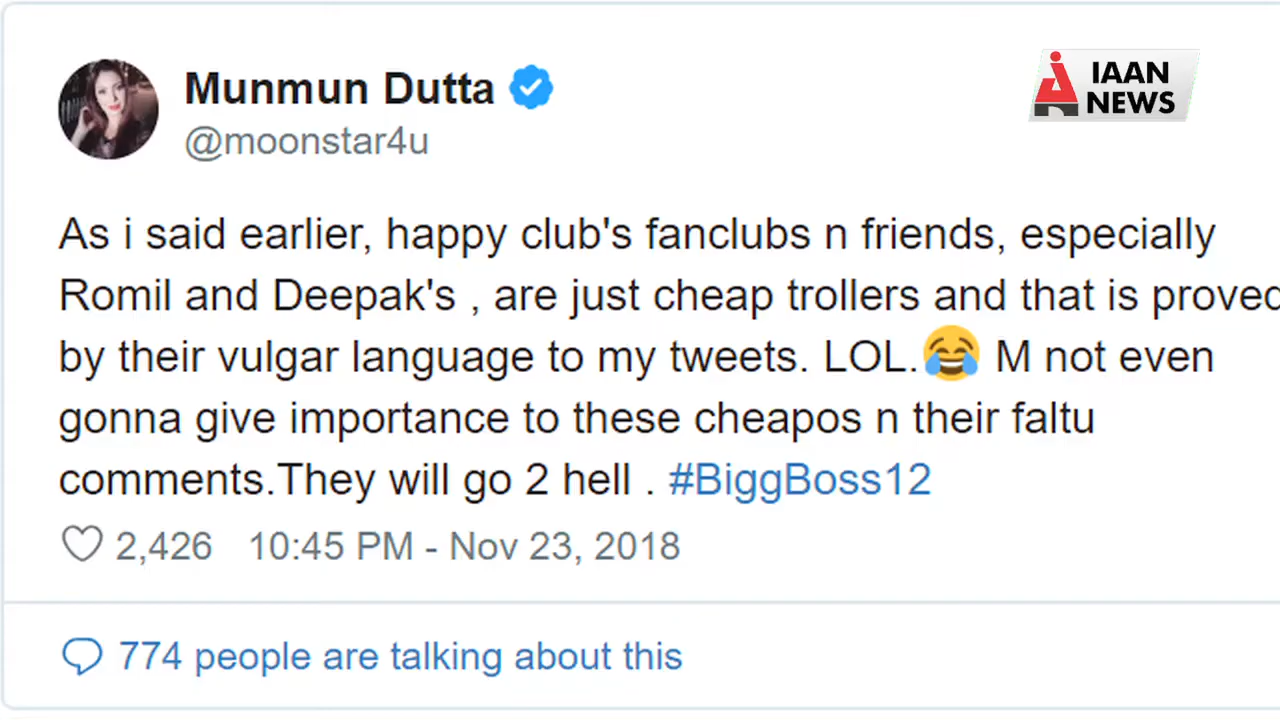 Munmun Dutta
@moonstar4u
IAAN
NEWS
As i said earlier, happy club's fanclubs n friends, especially
Romil and Deepak's , are just cheap trollers and that is proved
by their vulgar language to my tweets. LOL.😂 M not even
gonna give importance to these cheapos n their faltu
comments.They will go 2 hell . #BiggBoss12
2,426 10:45 PM - Nov 23, 2018
774 people are talking about this